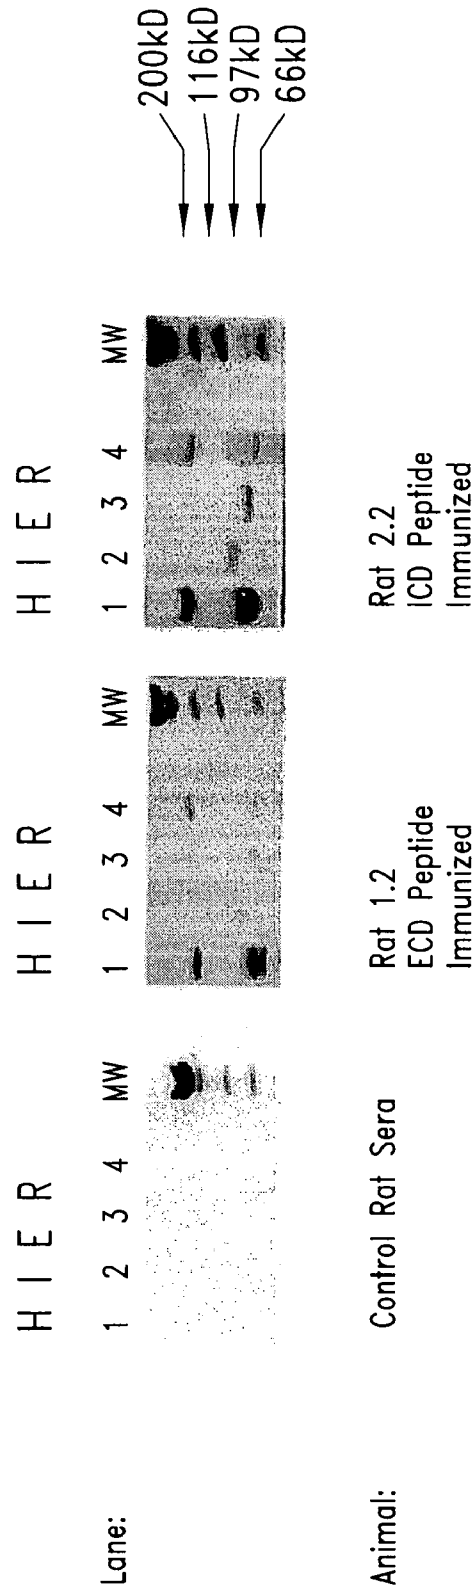 H I E R
H I E R
H I E R
Lane:
1 2 3 4 MW
1 2 3 4 MW
1 2 3 4 MW
200kD
116kD
97kD
66kD
Animal:
Control Rat Sera
Rat 1.2
ECD Peptide
Immunized
Rat 2.2
ICD Peptide
Immunized